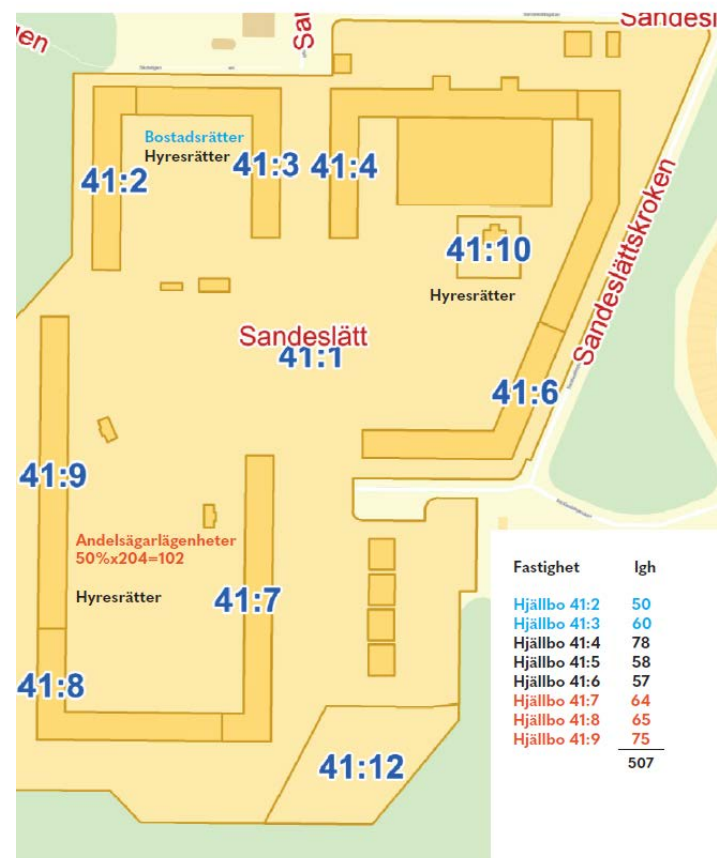 en
San
Sandesl
Bostadsrätter
Hyresrätter
41:2
41:3
41:4
41:10
Hyresrätter
Sandeslättskroken
Sandeslätt
41:1
41:6
41:9
Andelsägarlägenheter
50%x204=102
Hyresrätter
41:7
41:8
41:12
Fastighet lgh
Hjällbo 41:2 50
Hjällbo 41:3 60
Hjällbo 41:4 78
Hjällbo 41:5 58
Hjällbo 41:6 57
Hjällbo 41:7 64
Hjällbo 41:8 65
Hjällbo 41:9 75
507